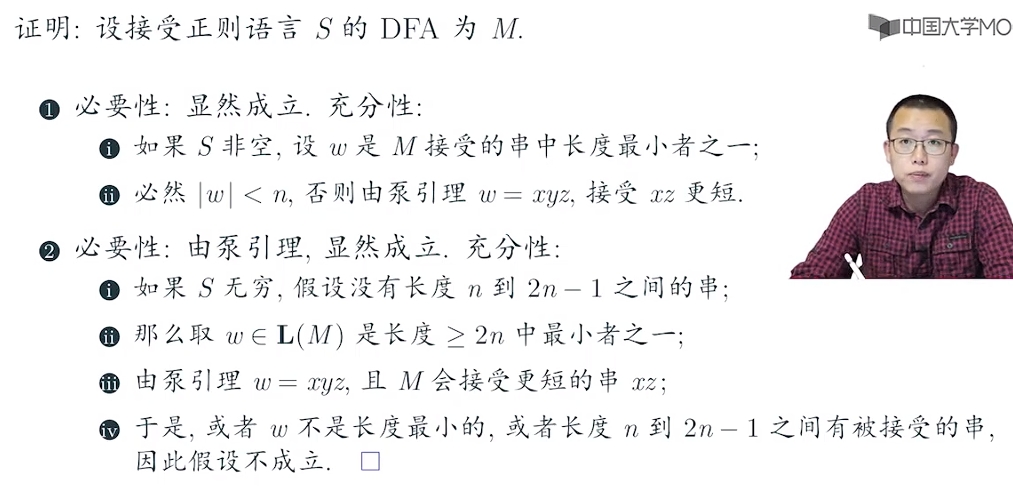 证明: 设接受正则语言 S 的 DFA 为 M.
中国大学MO
❶ 必要性: 显然成立. 充分性:
ⅰ 如果 S 非空, 设 w 是 M 接受的串中长度最小者之一;
ⅱ 必然 |w| < n, 否则由泵引理 w = xyz, 接受 xz 更短.
❷ 必要性: 由泵引理, 显然成立. 充分性:
ⅰ 如果 S 无穷, 假设没有长度 n 到 2n − 1 之间的串;
ⅱ 那么取 w ∈ L(M) 是长度 ≥ 2n 中最小者之一;
ⅲ 由泵引理 w = xyz, 且 M 会接受更短的串 xz;
ⅳ 于是, 或者 w 不是长度最小的, 或者长度 n 到 2n − 1 之间有被接受的串,
因此假设不成立. □